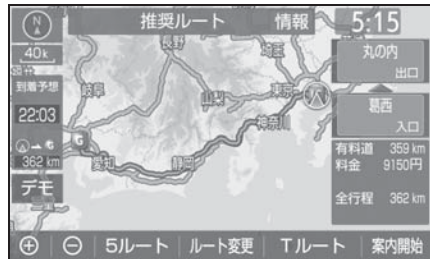 N
推奨ルート
情報
5:15
40k
到着予想
22:03
362 km
デモ
長野
埼玉
岐阜
山梨
東京
神奈川
愛知
静岡
G
丸の内
出口
葛西
入口
有料道 359 km
料金 9150円
全行程 362 km
5ルート
ルート変更
Tルート
案内開始